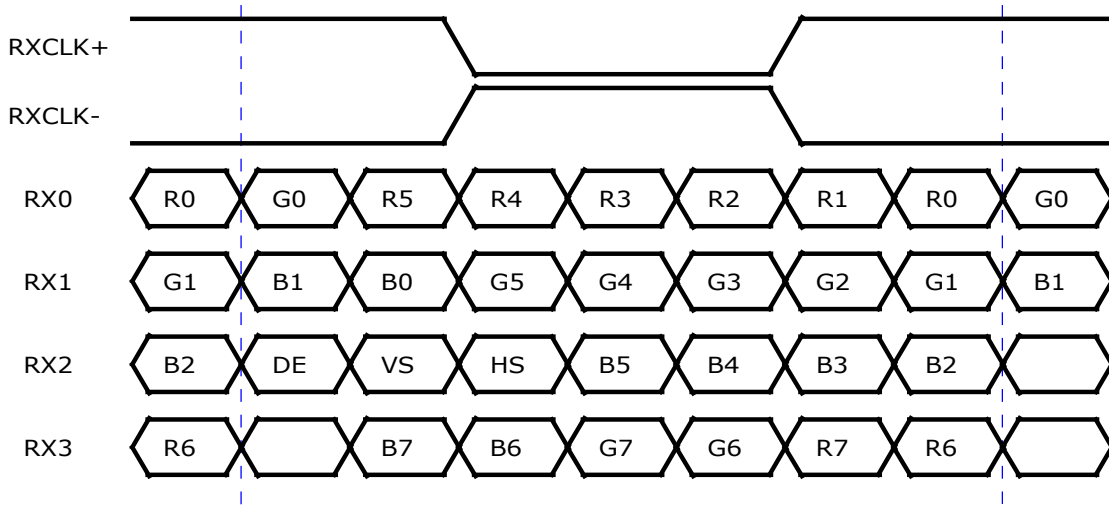 RXCLK+
RXCLK-
RX0 R0 G0 R5 R4 R3 R2 R1 R0 G0
RX1 G1 B1 B0 G5 G4 G3 G2 G1 B1
RX2 B2 DE VS HS B5 B4 B3 B2
RX3 R6 B7 B6 G7 G6 R7 R6